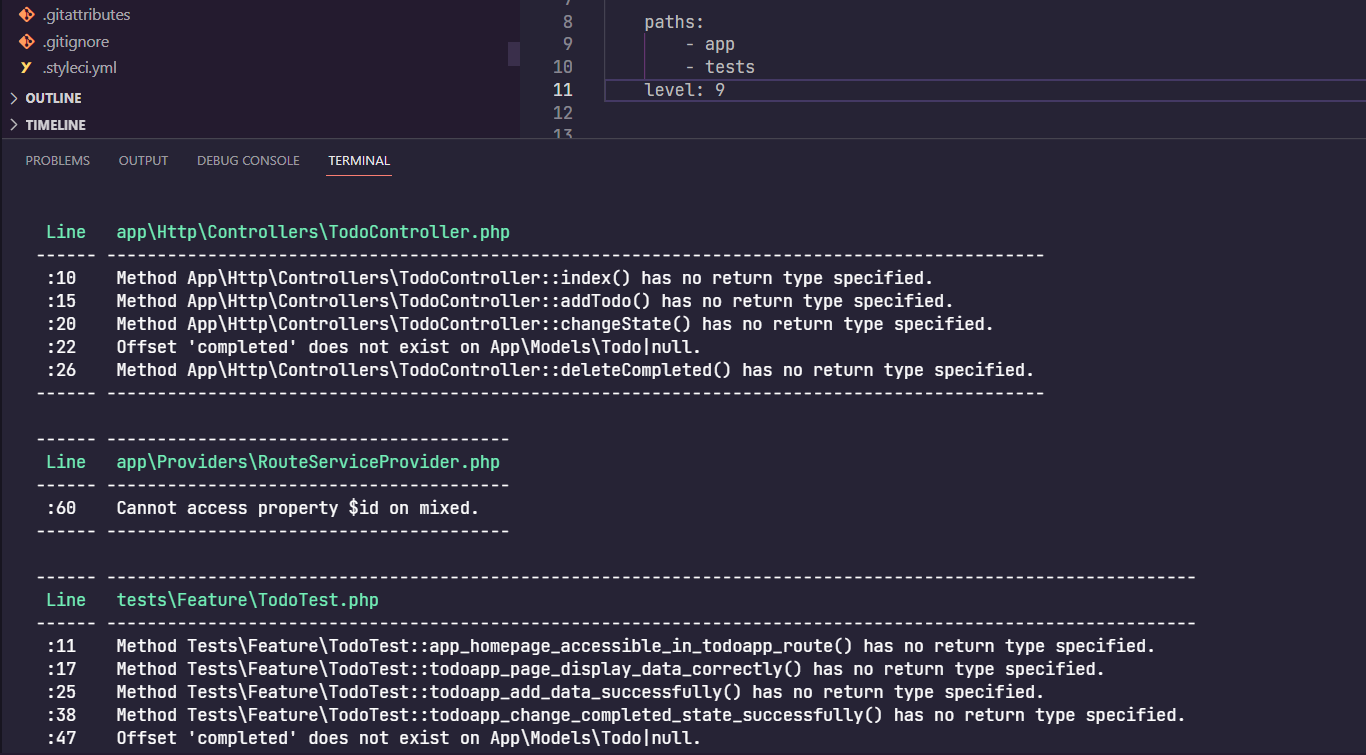 .gitattributes
.gitignore
.styleci.yml
OUTLINE
TIMELINE
8 paths:
9 - app
10 - tests
11 level: 9
12
13
PROBLEMS OUTPUT DEBUG CONSOLE TERMINAL
Line app\Http\Controllers\TodoController.php
------ ---------------------------------------------------------------------------------------------
:10 Method App\Http\Controllers\TodoController::index() has no return type specified.
:15 Method App\Http\Controllers\TodoController::addTodo() has no return type specified.
:20 Method App\Http\Controllers\TodoController::changeState() has no return type specified.
:22 Offset 'completed' does not exist on App\Models\Todo|null.
:26 Method App\Http\Controllers\TodoController::deleteCompleted() has no return type specified.
------ ---------------------------------------------------------------------------------------------
------ ----------------------------------------
Line app\Providers\RouteServiceProvider.php
------ ----------------------------------------
:60 Cannot access property $id on mixed.
------ ----------------------------------------
------ ------------------------------------------------------------------------------------------------------------
Line tests\Feature\TodoTest.php
------ ------------------------------------------------------------------------------------------------------------
:11 Method Tests\Feature\TodoTest::app_homepage_accessible_in_todoapp_route() has no return type specified.
:17 Method Tests\Feature\TodoTest::todoapp_page_display_data_correctly() has no return type specified.
:25 Method Tests\Feature\TodoTest::todoapp_add_data_successfully() has no return type specified.
:38 Method Tests\Feature\TodoTest::todoapp_change_completed_state_successfully() has no return type specified.
:47 Offset 'completed' does not exist on App\Models\Todo|null.